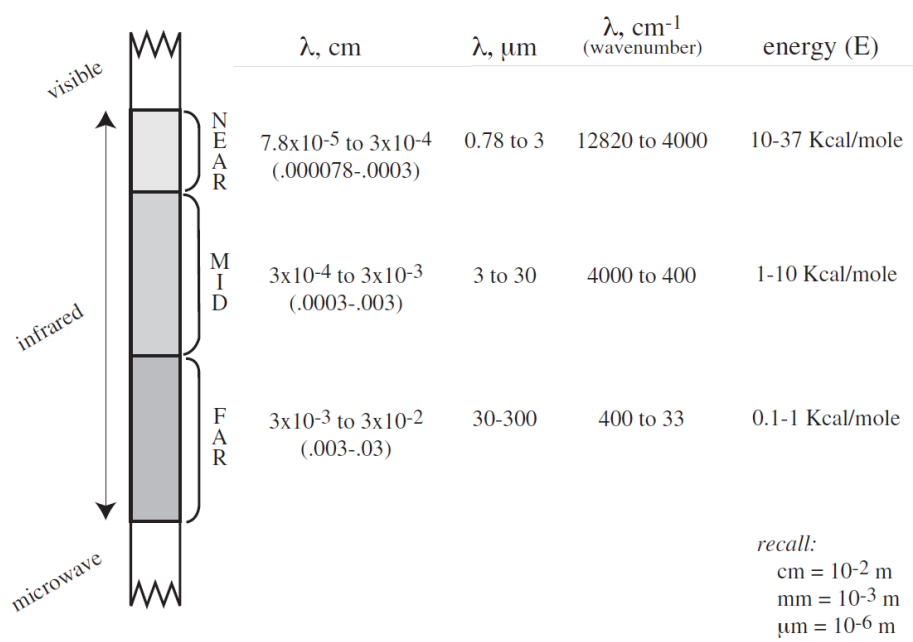 λ, cm λ, μm λ, cm-1 energy (E)
(wavenumber)
visible
NEAR 7.8x10-5 to 3x10-4 0.78 to 3 12820 to 4000 10-37 Kcal/mole
(.000078-.0003)
MID 3x10-4 to 3x10-3 3 to 30 4000 to 400 1-10 Kcal/mole
(.0003-.003)
infrared
FAR 3x10-3 to 3x10-2 30-300 400 to 33 0.1-1 Kcal/mole
(.003-.03)
microwave
recall:
cm = 10-2 m
mm = 10-3 m
μm = 10-6 m